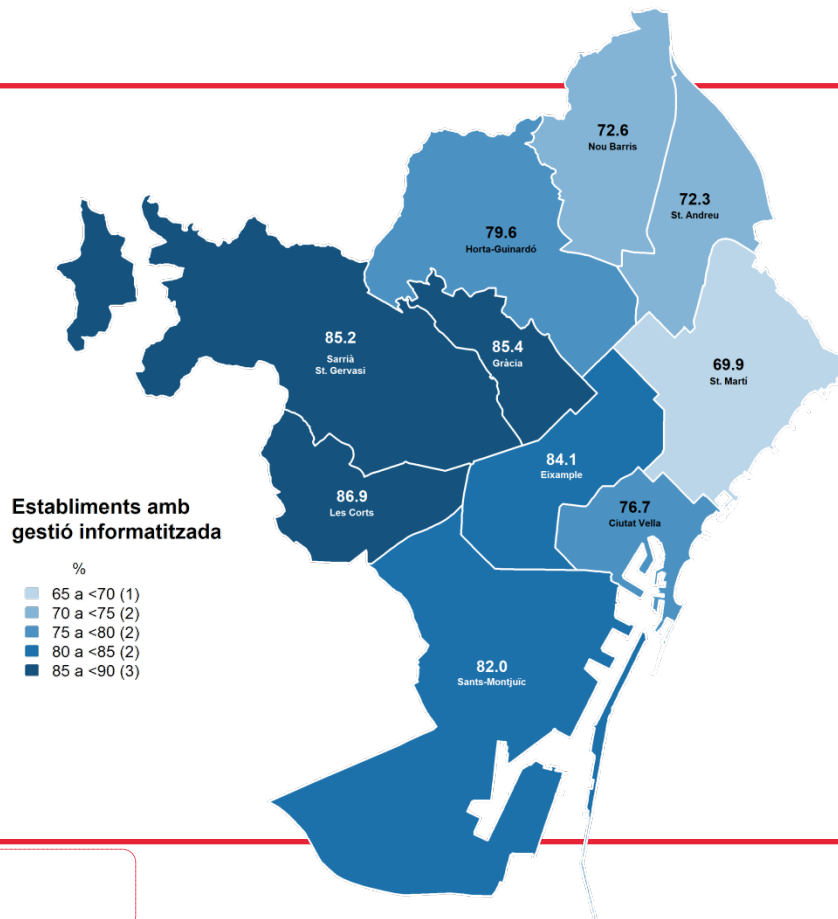 72.6
Nou Barris
72.3
St. Andreu
79.6
Horta-Guinardó
85.2
Sarrià
St. Gervasi
85.4
Gràcia
69.9
St. Martí
84.1
Eixample
86.9
Les Corts
76.7
Ciutat Vella
82.0
Sants-Montjuïc
Establiments amb
gestió informatitzada
%
65 a <70 (1)
70 a <75 (2)
75 a <80 (2)
80 a <85 (2)
85 a <90 (3)